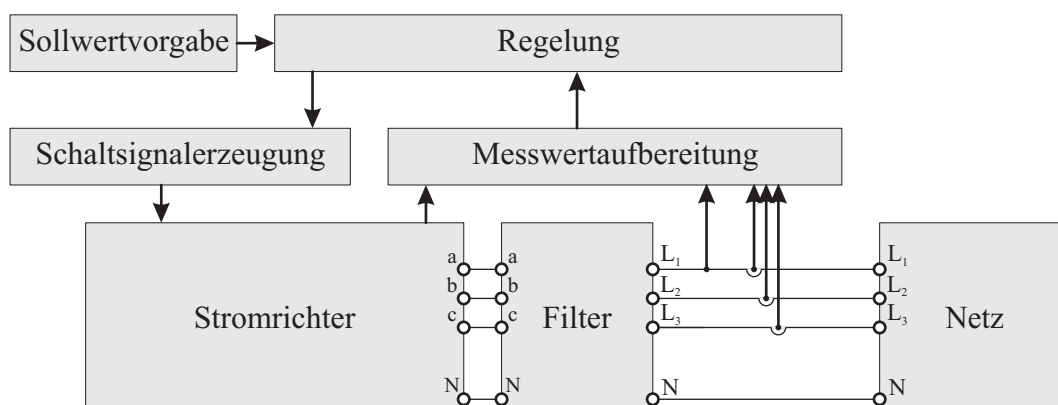 Sollwertvorgabe
Regelung
Schaltsignalerzeugung
Messwertaufbereitung
a a L₁ L₁
b b L₂ L₂
Stromrichter c c Filter L₃ L₃ Netz
N N N N